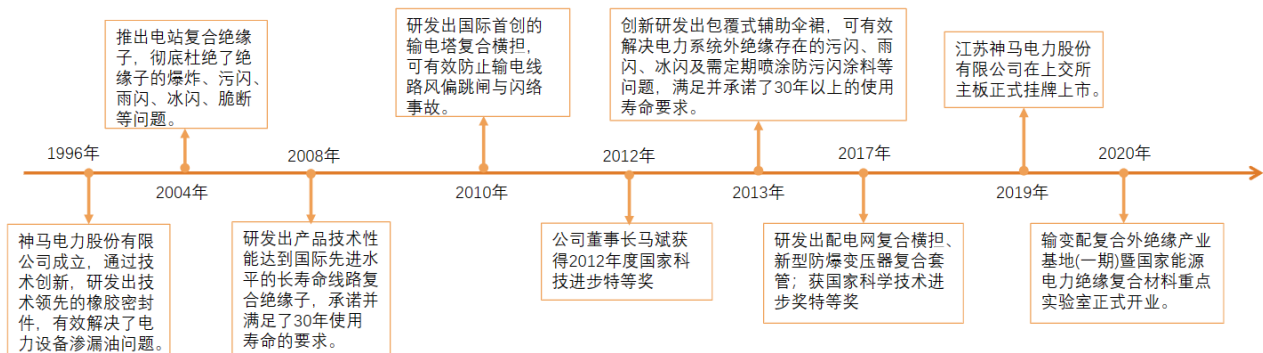 推出电站复合绝缘
子，彻底杜绝了绝
缘子的爆炸、污闪、
雨闪、冰闪、脆断
等问题。
研发出国际首创的
输电塔复合横担，
可有效防止输电线
路风偏跳闸与闪络
事故。
创新研发出包覆式辅助伞裙，可有效
解决电力系统外绝缘存在的污闪、雨
闪、冰闪及需定期喷涂防污闪涂料等
问题，满足并承诺了30年以上的使用
寿命要求。
江苏神马电力股份
有限公司在上交所
主板正式挂牌上市。
1996年
2008年
2012年
2017年
2020年
2004年
2010年
2013年
2019年
神马电力股份有限
公司成立，通过技
术创新，研发出技
术领先的橡胶密封
件，有效解决了电
力设备渗漏油问题。
研发出产品技术性
能达到国际先进水
平的长寿命线路复
合绝缘子，承诺并
满足了30年使用
寿命的要求。
公司董事长马斌获
得2012年度国家科
技进步特等奖
研发出配电网复合横担、
新型防爆变压器复合套
管；获国家科学技术进
步奖特等奖
输变配复合外绝缘产业
基地(一期)暨国家能源
电力绝缘复合材料重点
实验室正式开业。